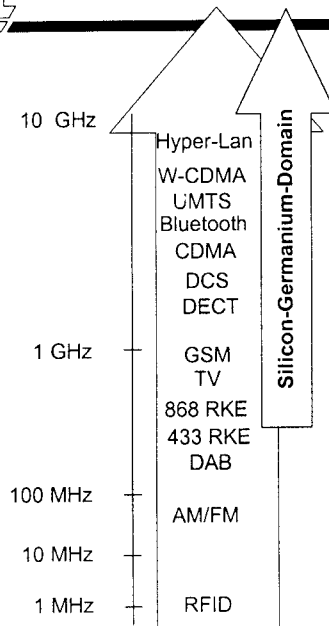 10 GHz
Hyper-Lan
W-CDMA
UMTS
Bluetooth
CDMA
DCS
DECT
1 GHz
GSM
TV
868 RKE
433 RKE
DAB
100 MHz
AM/FM
10 MHz
1 MHz
RFID
Silicon-Germanium-Domain